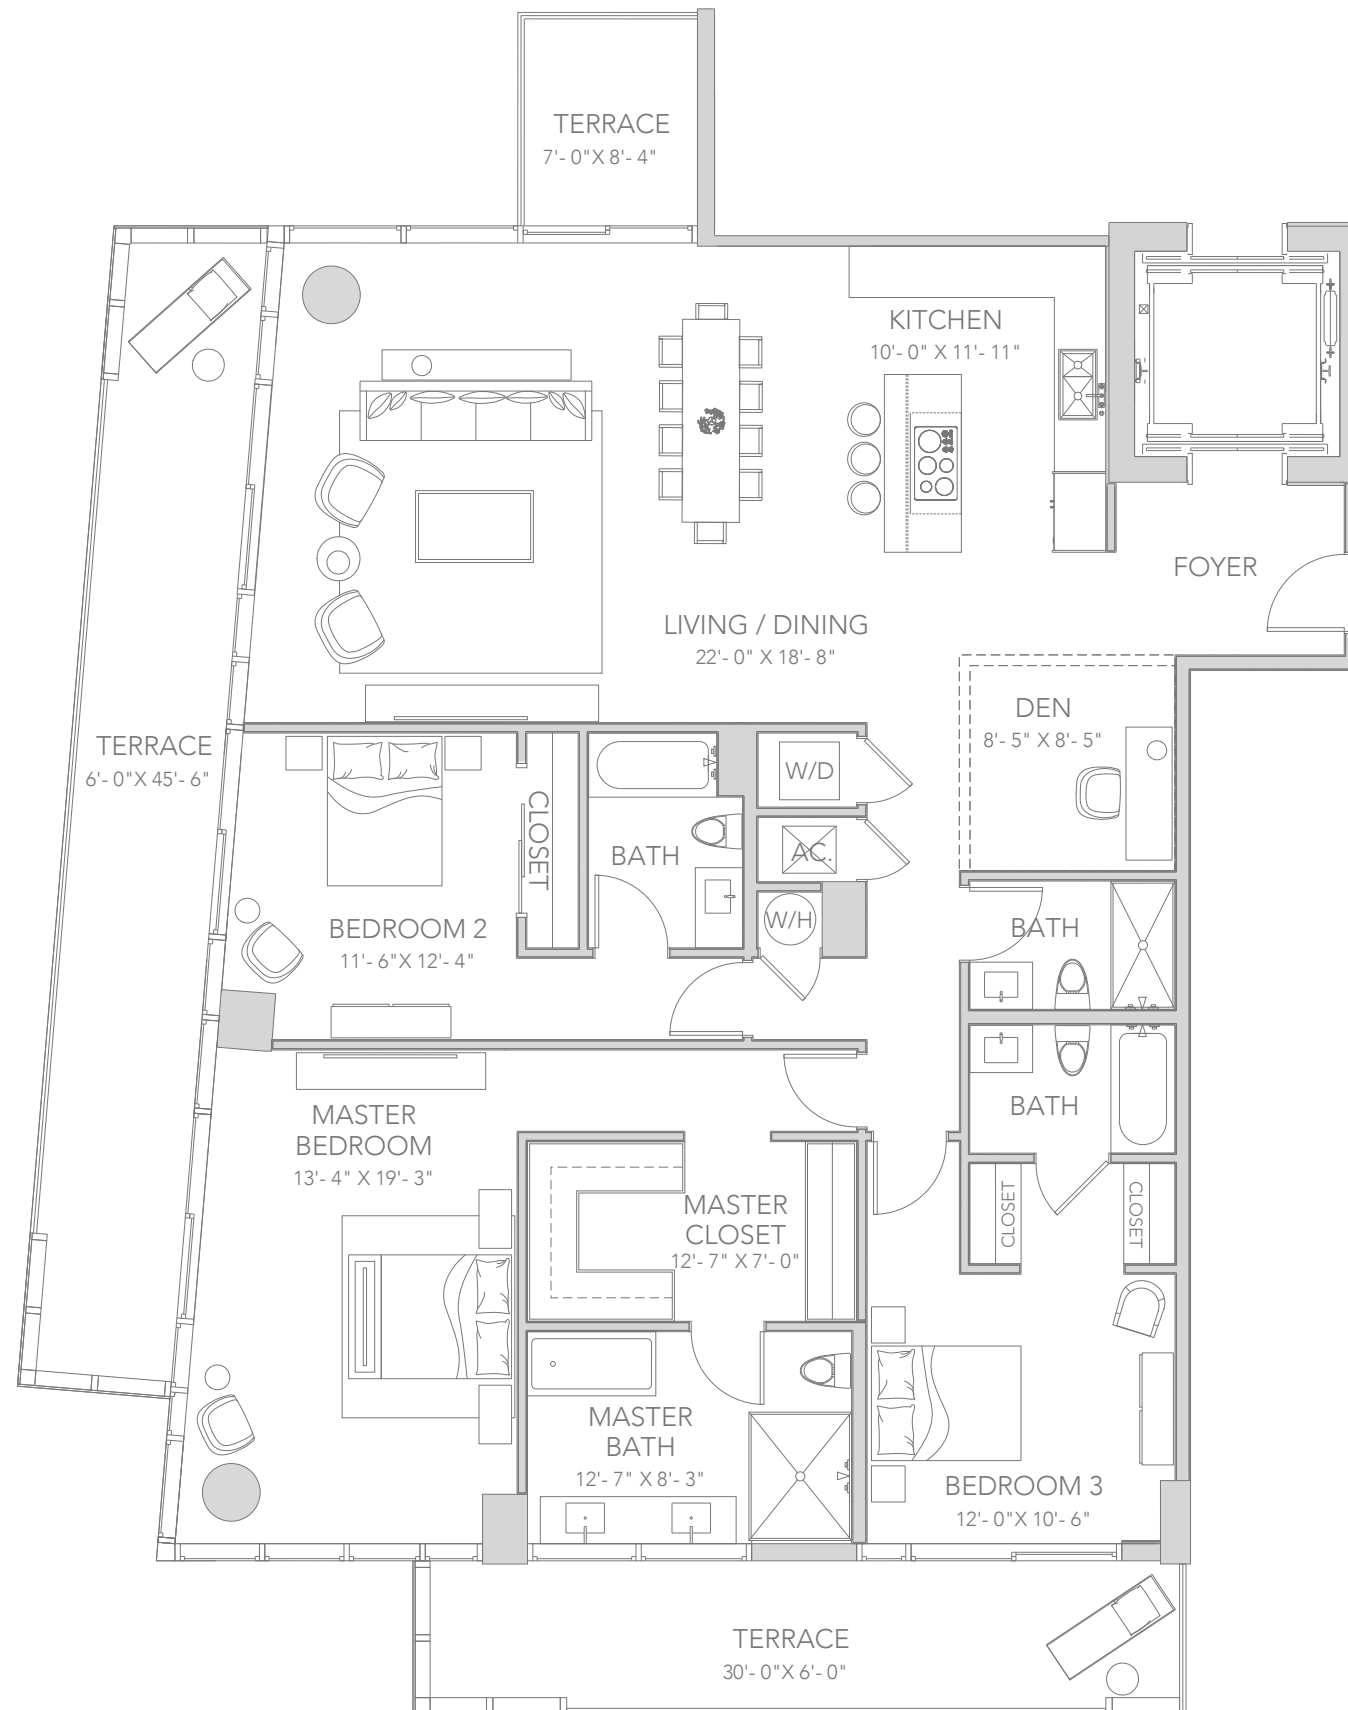 TERRACE
7'- 0"X 8'- 4"
KITCHEN
10'- 0" X 11'- 11"
FOYER
LIVING / DINING
22'- 0" X 18'- 8"
DEN
8'- 5" X 8'- 5"
TERRACE
6'- 0"X 45'- 6"
W/D
CLOSET
BATH
AC.
BEDROOM 2
11'- 6"X 12'- 4"
W/H
BATH
MASTER
BEDROOM
13'- 4" X 19'- 3"
BATH
MASTER
CLOSET
12'- 7" X 7'- 0"
CLOSET
CLOSET
MASTER
BATH
12'- 7" X 8'- 3"
BEDROOM 3
12'- 0"X 10'- 6"
TERRACE
30'- 0"X 6'- 0"